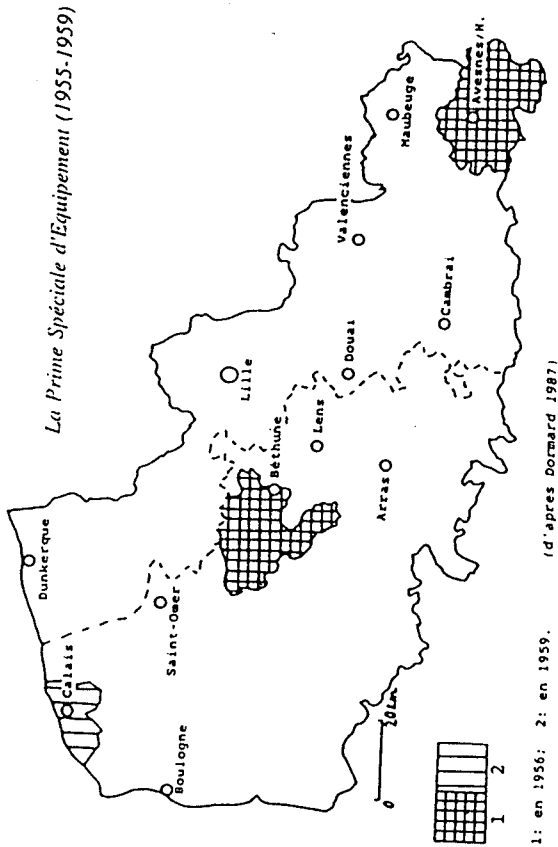 La Prime Spéciale d'Equipement (1955-1959)
Dunkerque
Calais
Saint-Omer
Boulogne
Lille
Béthune
Lens
Douai
Arras
Valenciennes
Maubeuge
Cambrai
Avesnes/H.
0 20 km
1 2
1: en 1956; 2: en 1959. (d'apres Dormard 1987)